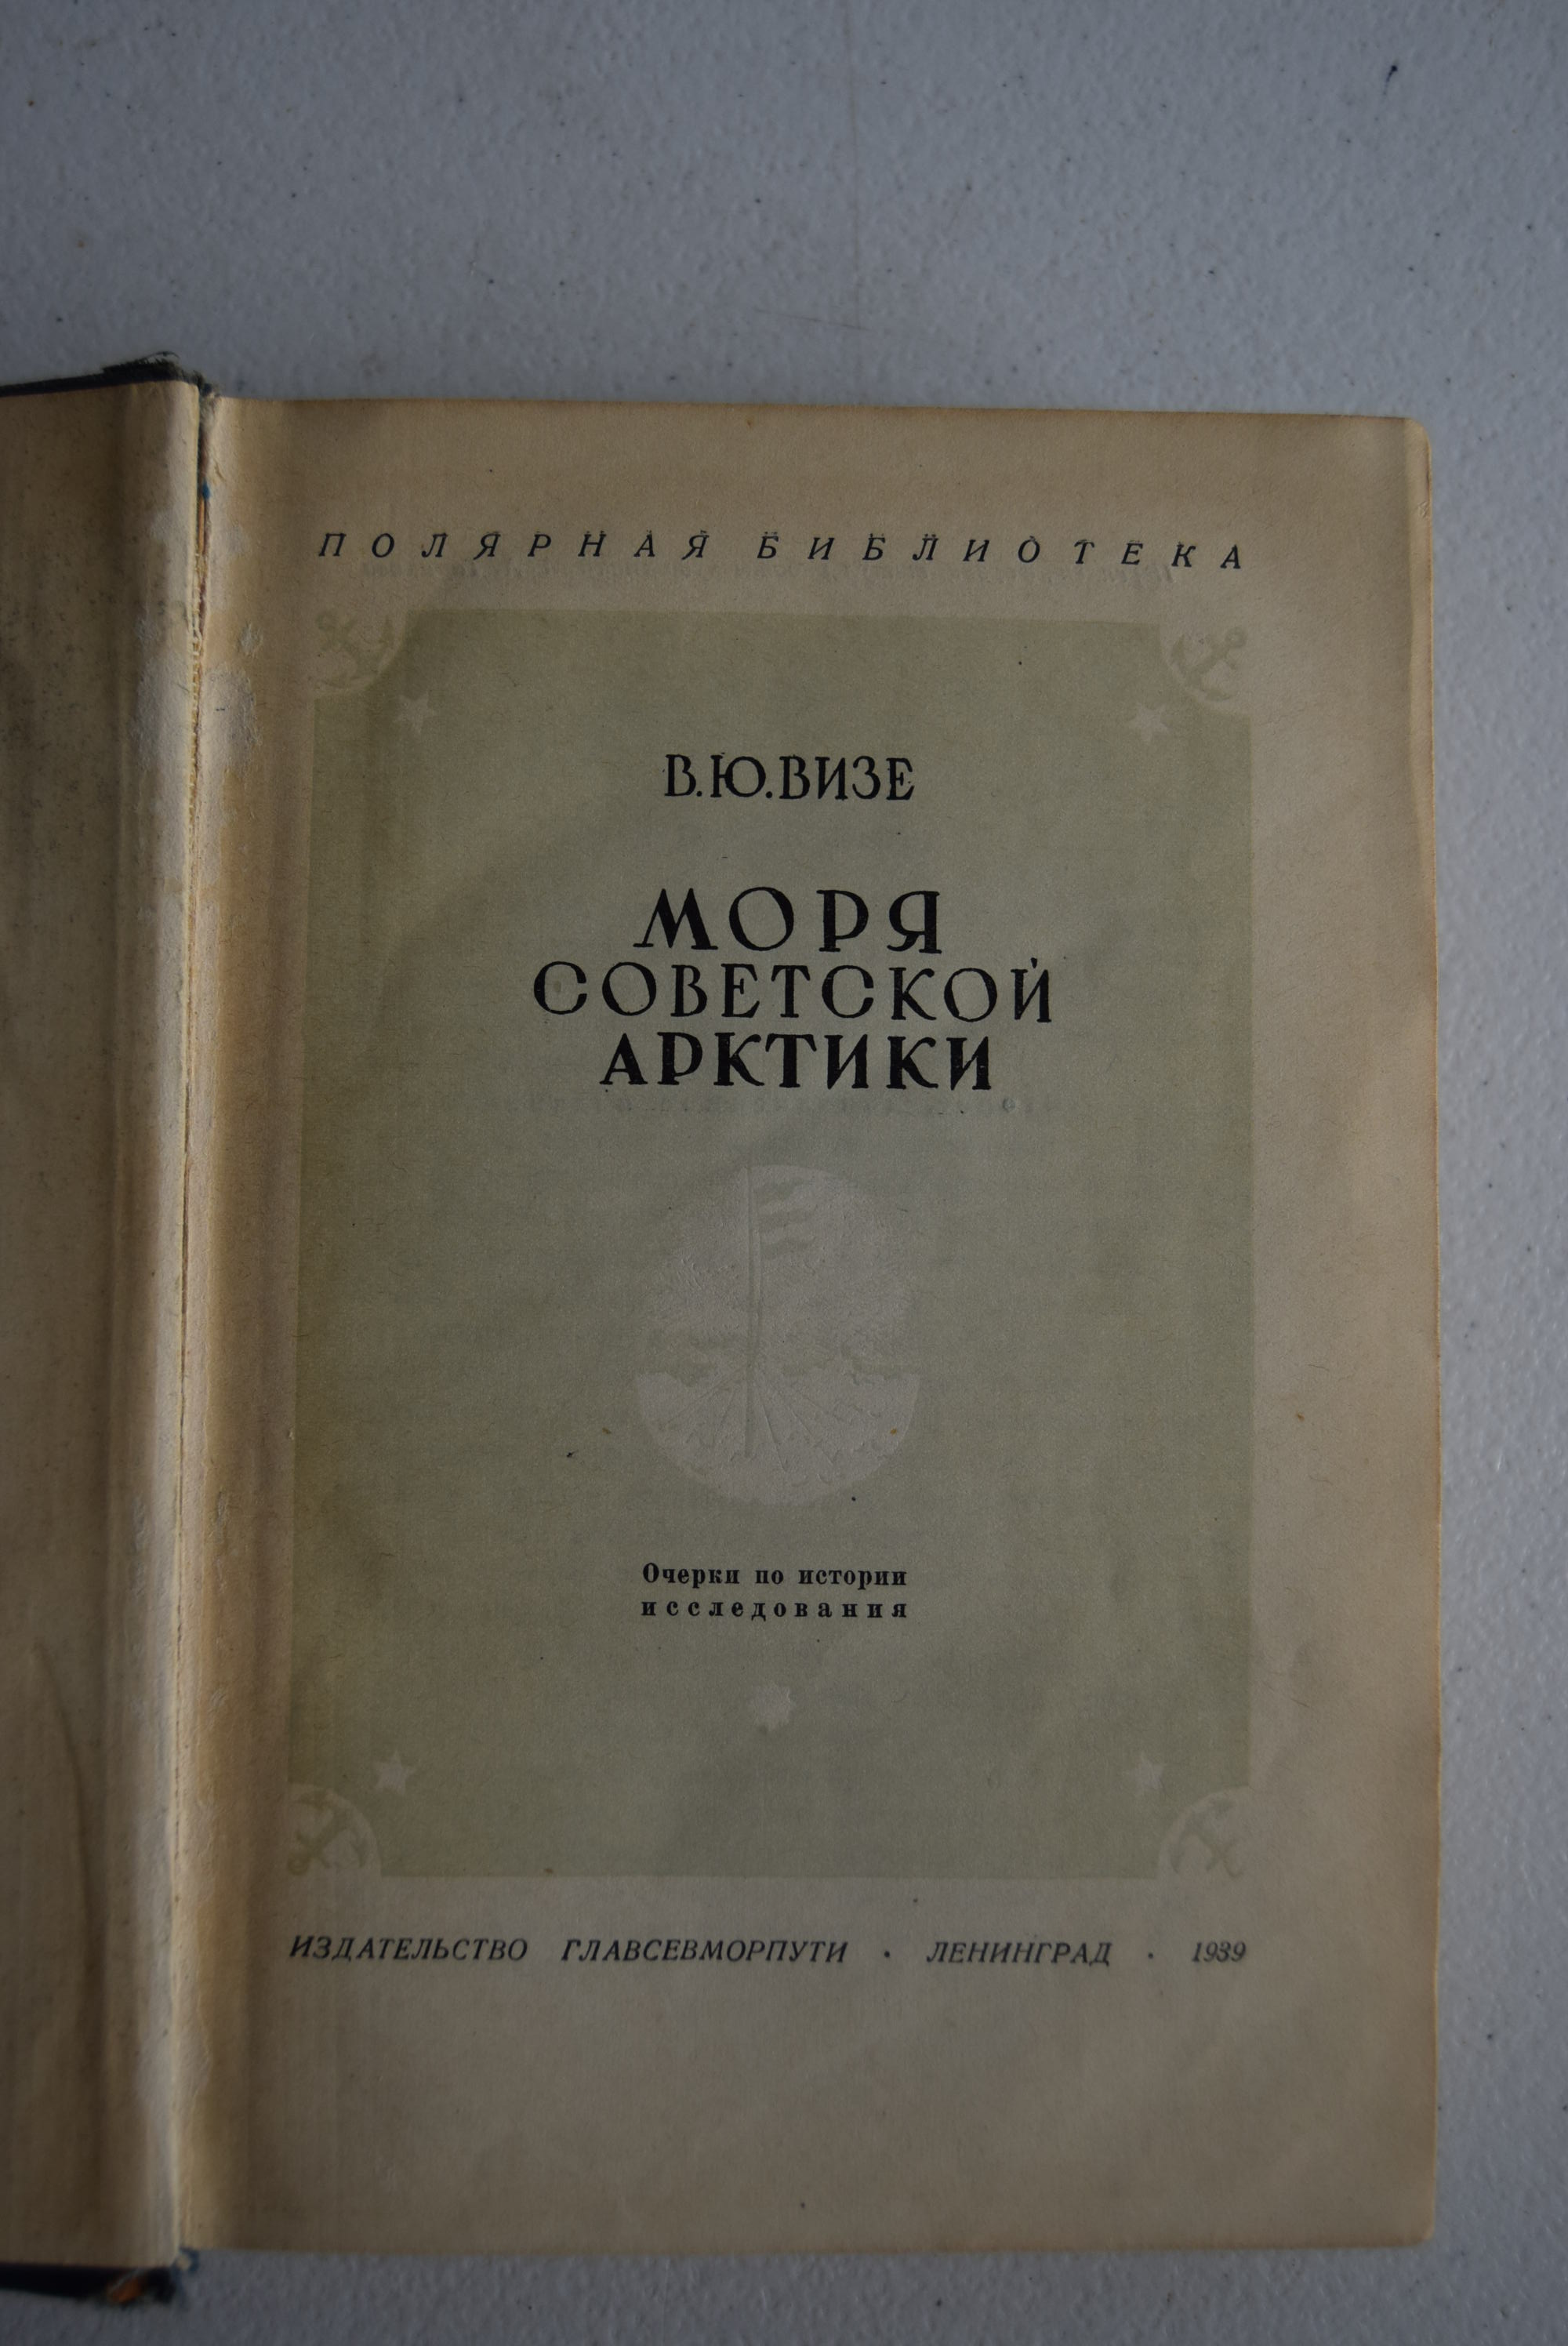 ПОЛЯРНАЯ БИБЛИОТЕКА
В.Ю.ВИЗЕ
МОРЯ
СОВЕТСКОЙ
АРКТИКИ
Очерки по истории
исследования
ИЗДАТЕЛЬСТВО ГЛАВСЕВМОРПУТИ · ЛЕНИНГРАД · 1939